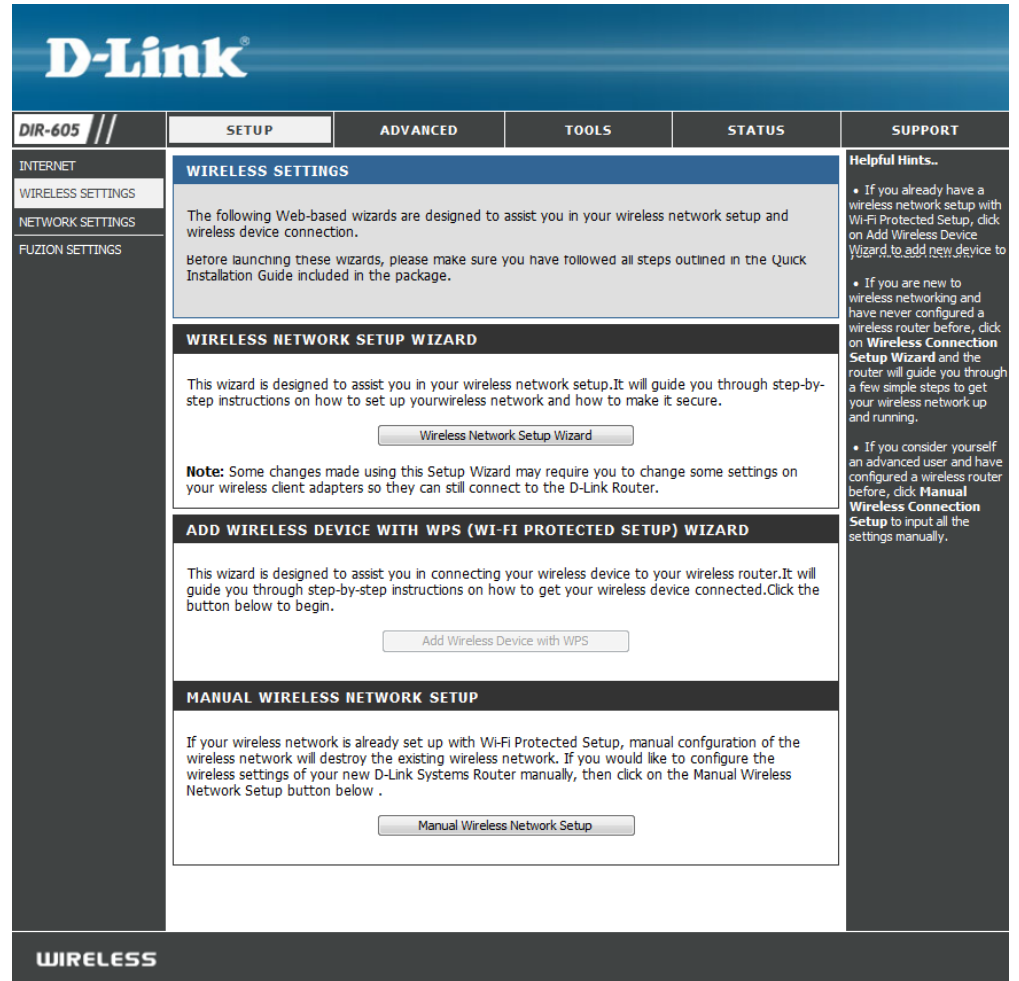 D-Link®
DIR-605 //
SETUP
ADVANCED
TOOLS
STATUS
SUPPORT
INTERNET
WIRELESS SETTINGS
NETWORK SETTINGS
FUZION SETTINGS
WIRELESS SETTINGS
The following Web-based wizards are designed to assist you in your wireless network setup and
wireless device connection.
Before launching these wizards, please make sure you have followed all steps outlined in the Quick
Installation Guide included in the package.
WIRELESS NETWORK SETUP WIZARD
This wizard is designed to assist you in your wireless network setup.It will guide you through step-by-
step instructions on how to set up yourwireless network and how to make it secure.
Wireless Network Setup Wizard
Note: Some changes made using this Setup Wizard may require you to change some settings on
your wireless client adapters so they can still connect to the D-Link Router.
ADD WIRELESS DEVICE WITH WPS (WI-FI PROTECTED SETUP) WIZARD
This wizard is designed to assist you in connecting your wireless device to your wireless router.It will
guide you through step-by-step instructions on how to get your wireless device connected.Click the
button below to begin.
Add Wireless Device with WPS
MANUAL WIRELESS NETWORK SETUP
If your wireless network is already set up with Wi-Fi Protected Setup, manual confguration of the
wireless network will destroy the existing wireless network. If you would like to configure the
wireless settings of your new D-Link Systems Router manually, then click on the Manual Wireless
Network Setup button below .
Manual Wireless Network Setup
Helpful Hints..
• If you already have a
wireless network setup with
Wi-Fi Protected Setup, click
on Add Wireless Device
Wizard to add new device to
your wireless network.
• If you are new to
wireless networking and
have never configured a
wireless router before, click
on Wireless Connection
Setup Wizard and the
router will guide you through
a few simple steps to get
your wireless network up
and running.
• If you consider yourself
an advanced user and have
configured a wireless router
before, click Manual
Wireless Connection
Setup to input all the
settings manually.
WIRELESS